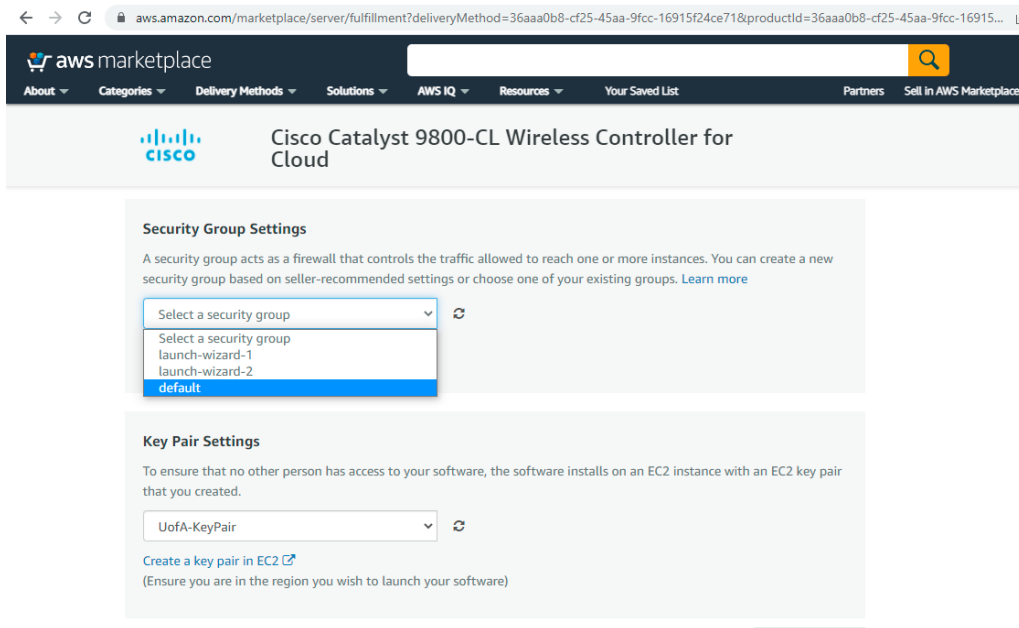 aws.amazon.com/marketplace/server/fulfillment?deliveryMethod=36aaa0b8-cf25-45aa-9fcc-16915f24ce71&productId=36aaa0b8-cf25-45aa-9fcc-16915...
aws marketplace
About Categories Delivery Methods Solutions AWS IQ Resources Your Saved List Partners Sell in AWS Marketplace
CISCO
Cisco Catalyst 9800-CL Wireless Controller for
Cloud
Security Group Settings
A security group acts as a firewall that controls the traffic allowed to reach one or more instances. You can create a new
security group based on seller-recommended settings or choose one of your existing groups. Learn more
Select a security group
Select a security group
launch-wizard-1
launch-wizard-2
default
Key Pair Settings
To ensure that no other person has access to your software, the software installs on an EC2 instance with an EC2 key pair
that you created.
UofA-KeyPair
Create a key pair in EC2
(Ensure you are in the region you wish to launch your software)